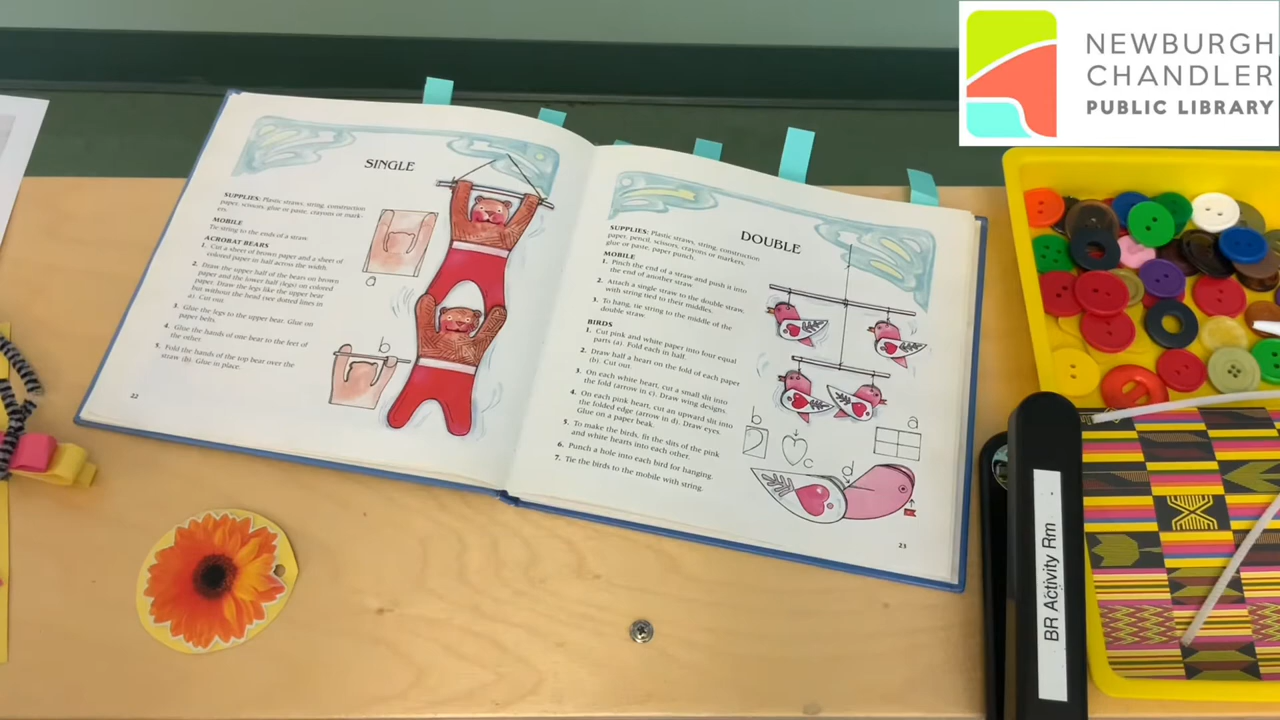 NEWBURGH
CHANDLER
PUBLIC LIBRARY
SINGLE
SUPPLIES: Plastic straws, string, construction
paper, scissors, glue or paste, crayons or mark-
ers.
MOBILE
Tie string to the ends of a straw.
ACROBAT BEARS
1. Cut a sheet of brown paper and a sheet of
colored paper in half across the width.
2. Draw the upper half of the bears on brown
paper and the lower half (legs) on colored
paper. Draw the legs like the upper bear
but without the head (see dotted lines in
a). Cut out.
3. Glue the legs to the upper bear. Glue on
paper belts.
4. Glue the hands of one bear to the feet of
the other.
5. Fold the hands of the top bear over the
straw (b). Glue in place.
a
b
22
DOUBLE
SUPPLIES: Plastic straws, string, construction
paper, pencil, scissors, crayons or markers,
glue or paste, paper punch.
MOBILE
1. Pinch the end of a straw and push it into
the end of another straw.
2. Attach a single straw to the double straw,
with string tied to their middles.
3. To hang, tie string to the middle of the
double straw.
BIRDS
1. Cut pink and white paper into four equal
parts (a). Fold each in half.
2. Draw half a heart on the fold of each paper
(b). Cut out.
3. On each white heart, cut a small slit into
the fold (arrow in c). Draw wing designs.
4. On each pink heart, cut an upward slit into
the folded edge (arrow in d). Draw eyes.
Glue on a paper beak.
5. To make the birds, fit the slits of the pink
and white hearts into each other.
6. Punch a hole into each bird for hanging.
7. Tie the birds to the mobile with string.
b
a
c
d
23
BR Activity Rm